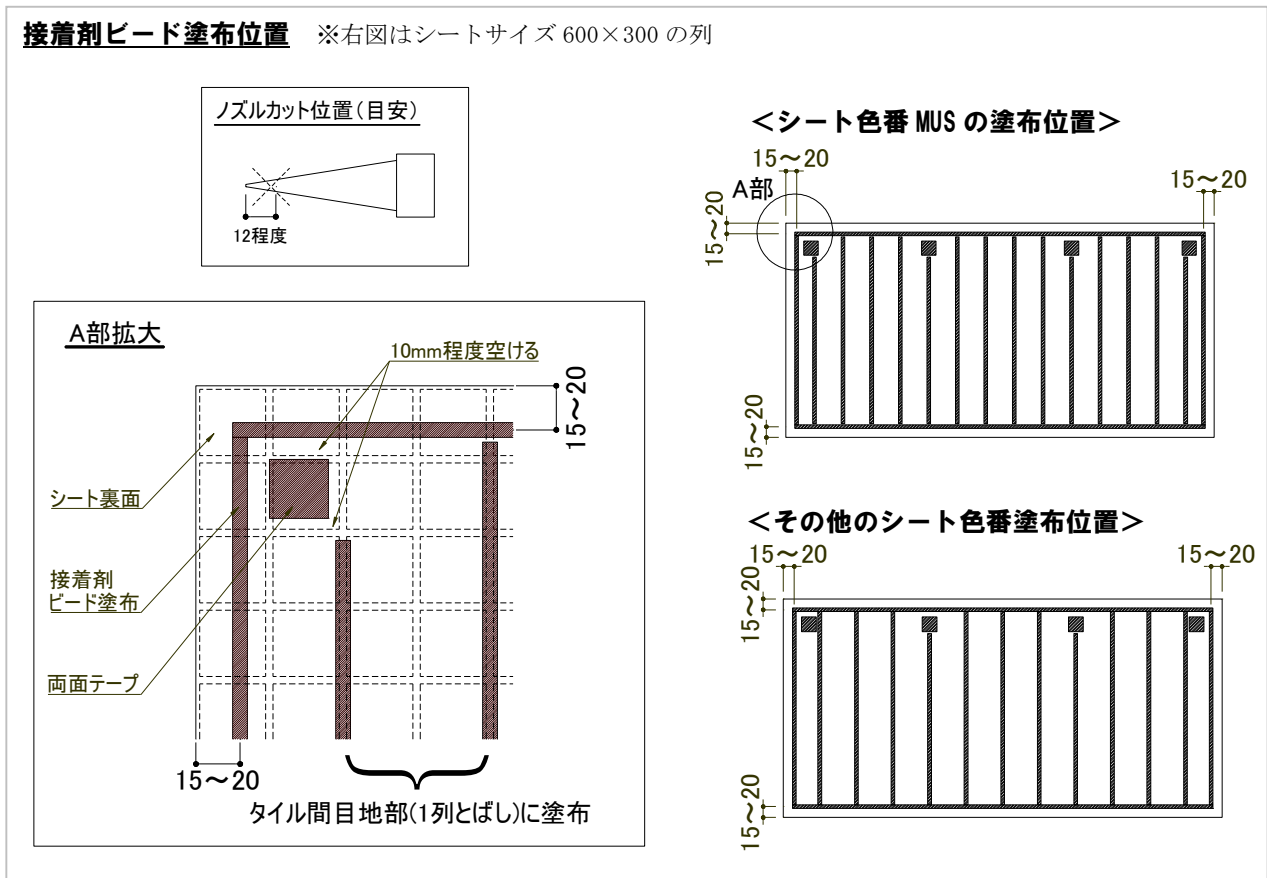 接着剤ビード塗布位置 ※右図はシートサイズ 600×300 の列
ノズルカット位置(目安)
12程度
A部拡大
10mm程度空ける
15～20
シート裏面
接着剤
ビード塗布
両面テープ
15～20
タイル間目地部(1列とばし)に塗布
＜シート色番 MUS の塗布位置＞
15～20
15～20
A部
15～20
15～20
＜その他のシート色番塗布位置＞
15～20
15～20
15～20
15～20